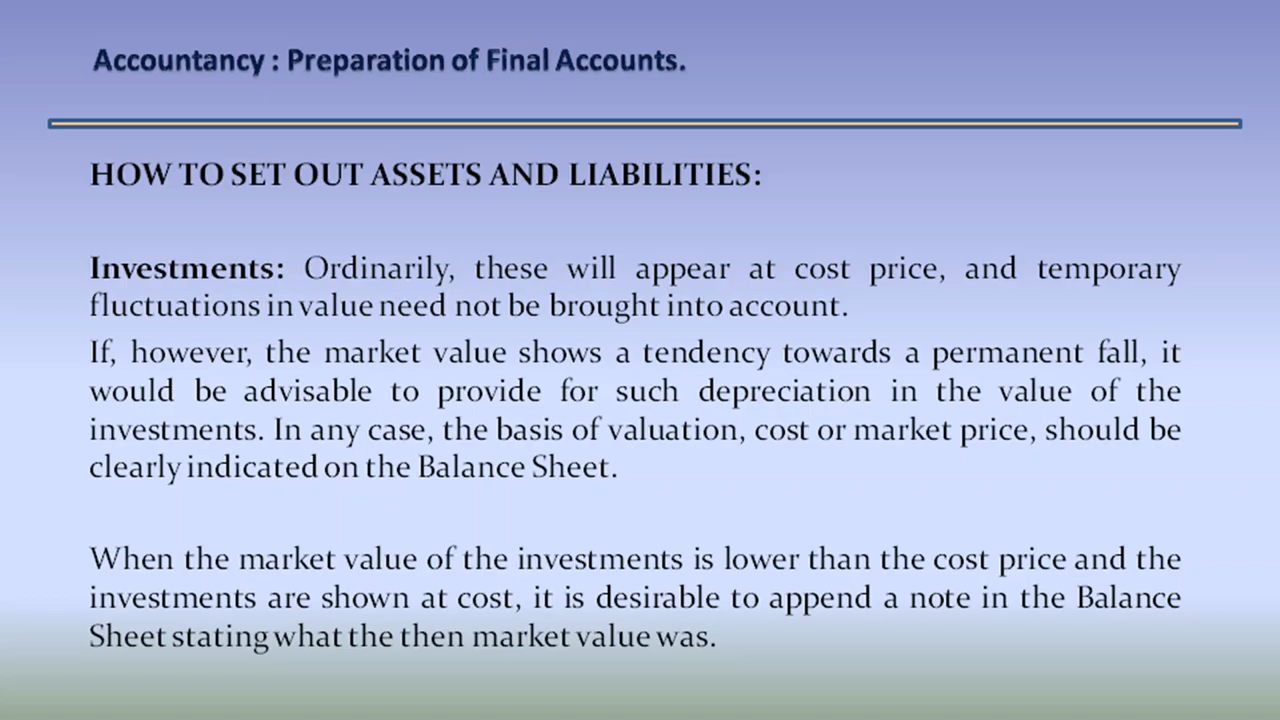 Accountancy : Preparation of Final Accounts.
HOW TO SET OUT ASSETS AND LIABILITIES:
Investments: Ordinarily, these will appear at cost price, and temporary
fluctuations in value need not be brought into account.
If, however, the market value shows a tendency towards a permanent fall, it
would be advisable to provide for such depreciation in the value of the
investments. In any case, the basis of valuation, cost or market price, should be
clearly indicated on the Balance Sheet.
When the market value of the investments is lower than the cost price and the
investments are shown at cost, it is desirable to append a note in the Balance
Sheet stating what the then market value was.